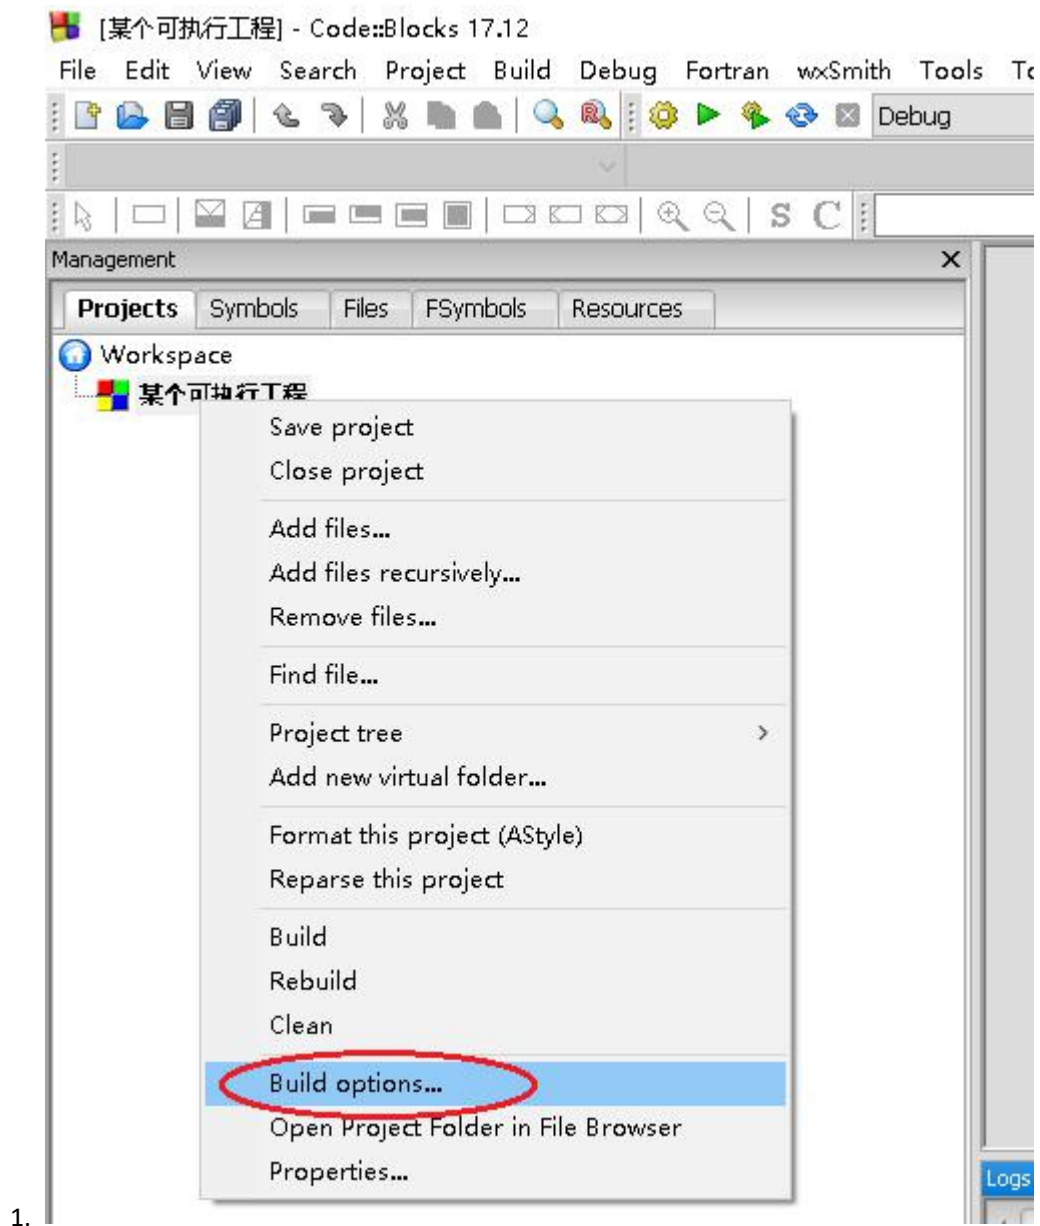 [某个可执行工程] - Code::Blocks 17.12
File Edit View Search Project Build Debug Fortran wxSmith Tools
Debug
S C
Management
Projects Symbols Files FSymbols Resources
Workspace
某个可执行工程
Save project
Close project
Add files...
Add files recursively...
Remove files...
Find file...
Project tree
Add new virtual folder...
Format this project (AStyle)
Reparse this project
Build
Rebuild
Clean
Build options...
Open Project Folder in File Browser
Properties...
Logs
1.